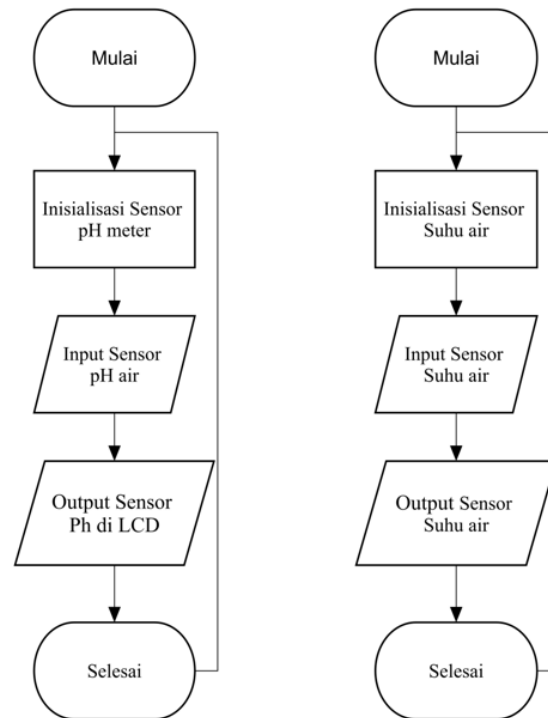 Mulai
Inisialisasi Sensor
pH meter
Input Sensor
pH air
Output Sensor
Ph di LCD
Selesai
Mulai
Inisialisasi Sensor
Suhu air
Input Sensor
Suhu air
Output Sensor
Suhu air
Selesai